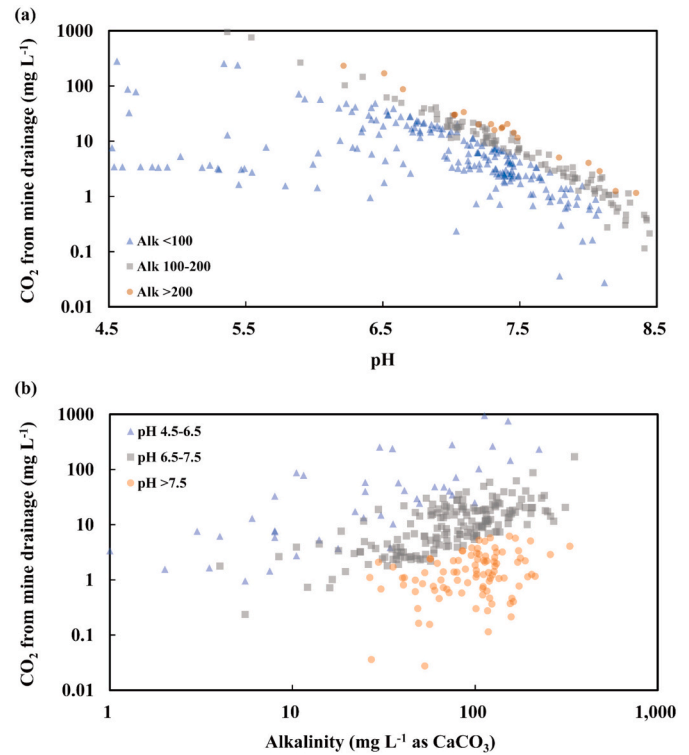 (a)
1000
100
10
1
0.1
0.01
CO₂ from mine drainage (mg L⁻¹)
Alk <100
Alk 100-200
Alk >200
4.5 5.5 6.5 7.5 8.5
pH
(b)
1000
100
10
1
0.1
0.01
CO₂ from mine drainage (mg L⁻¹)
pH 4.5-6.5
pH 6.5-7.5
pH >7.5
1 10 100 1,000
Alkalinity (mg L⁻¹ as CaCO₃)